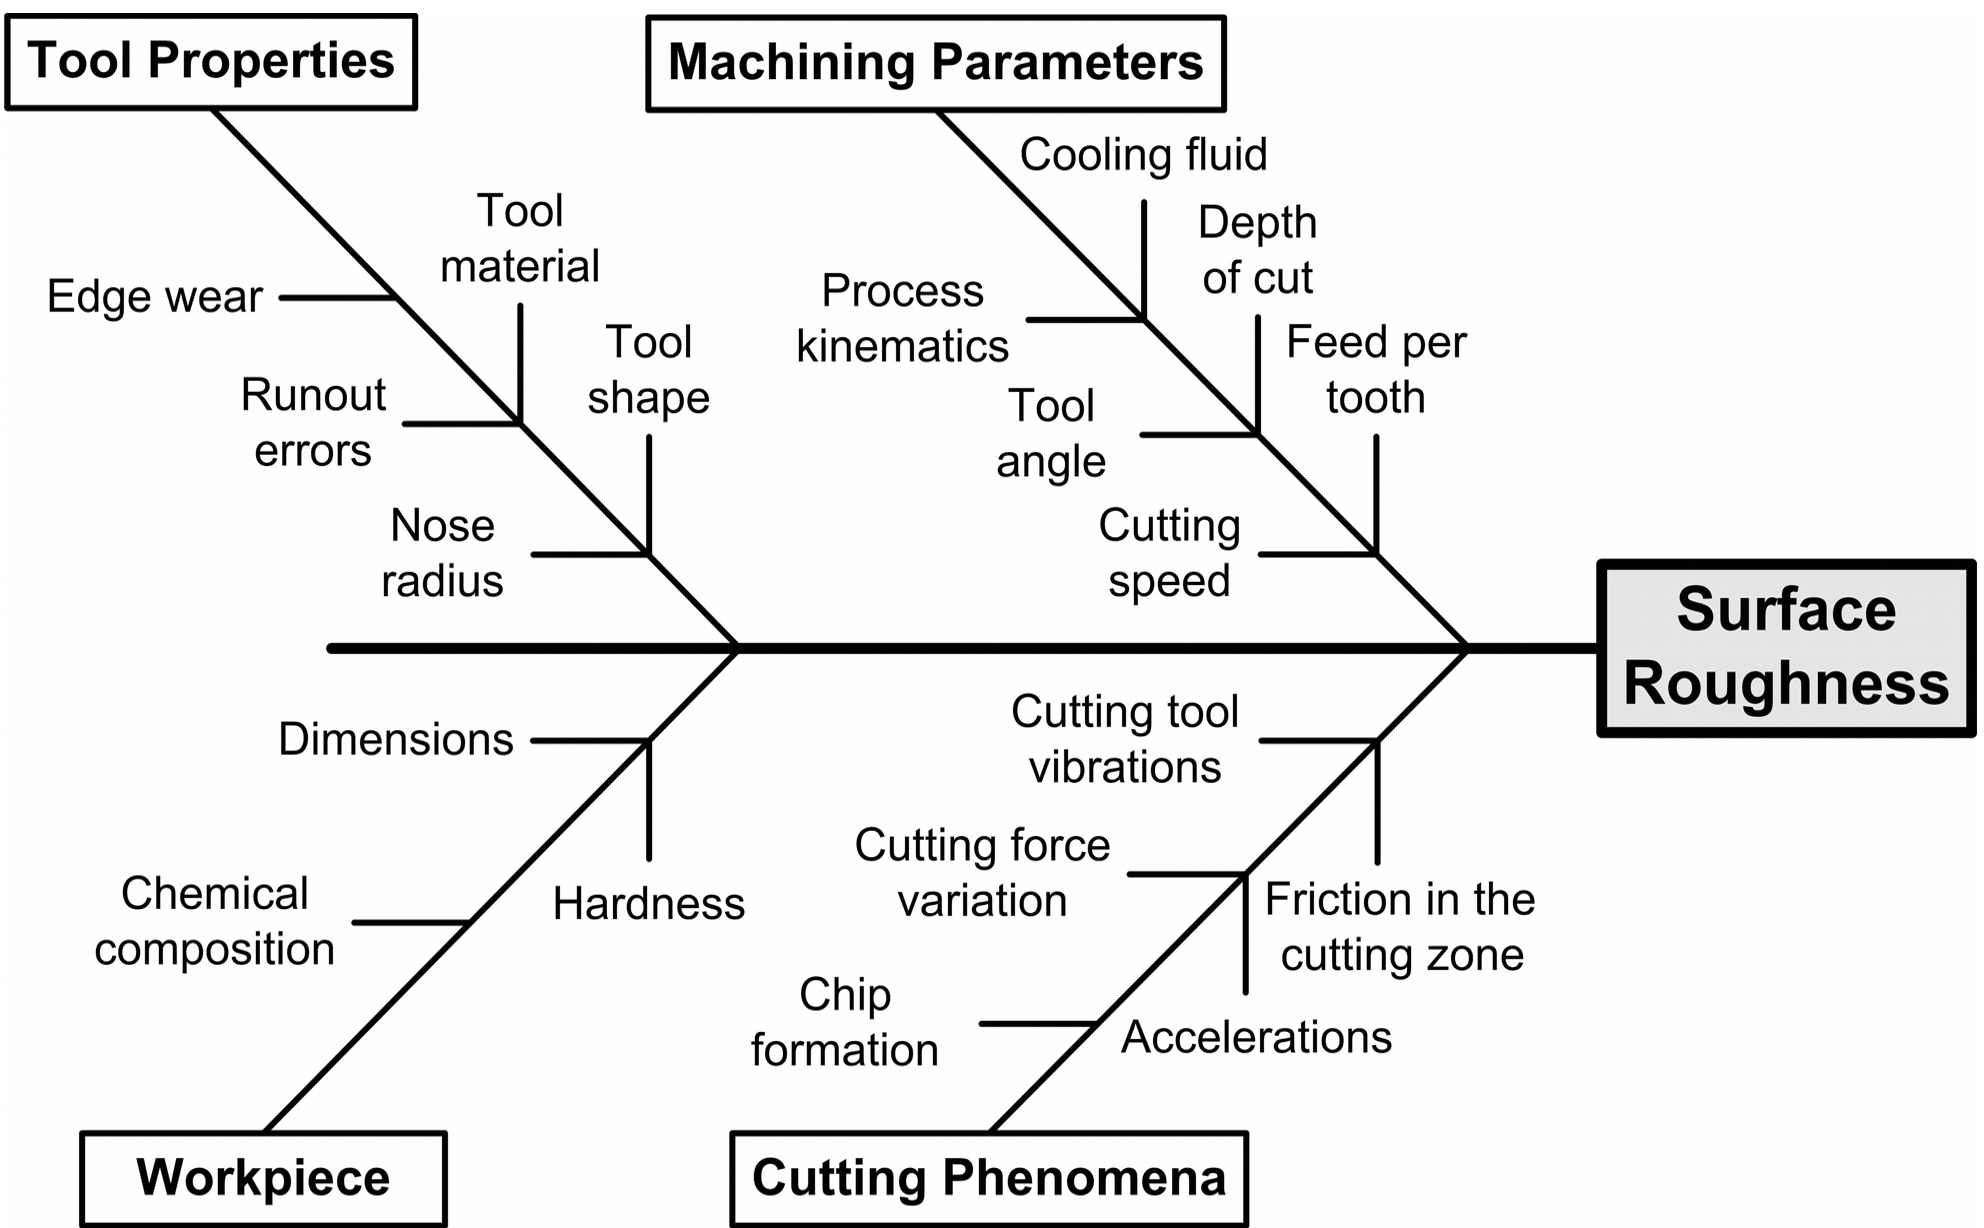 Tool Properties
Machining Parameters
Cooling fluid
Tool
material
Depth
of cut
Edge wear
Process
kinematics
Tool
shape
Feed per
tooth
Runout
errors
Tool
angle
Nose
radius
Cutting
speed
Surface
Roughness
Dimensions
Cutting tool
vibrations
Cutting force
variation
Chemical
composition
Hardness
Friction in the
cutting zone
Chip
formation
Accelerations
Workpiece
Cutting Phenomena